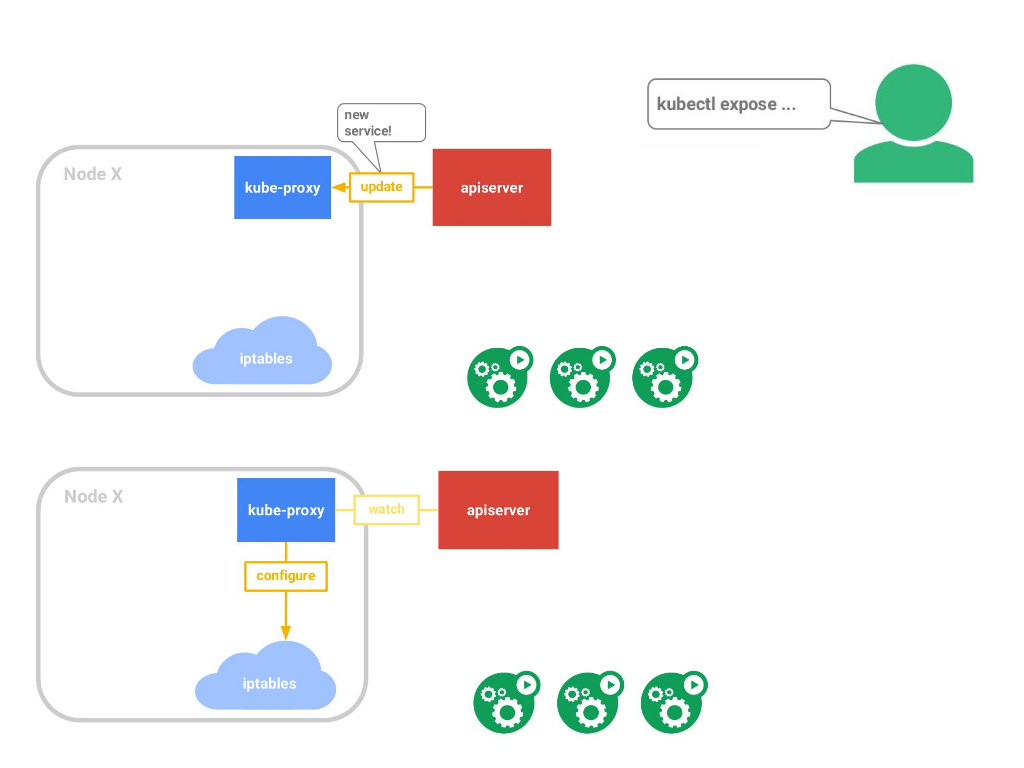 kubectl expose ...
new
service!
Node X
kube-proxy
update
apiserver
iptables
Node X
kube-proxy
watch
apiserver
configure
iptables